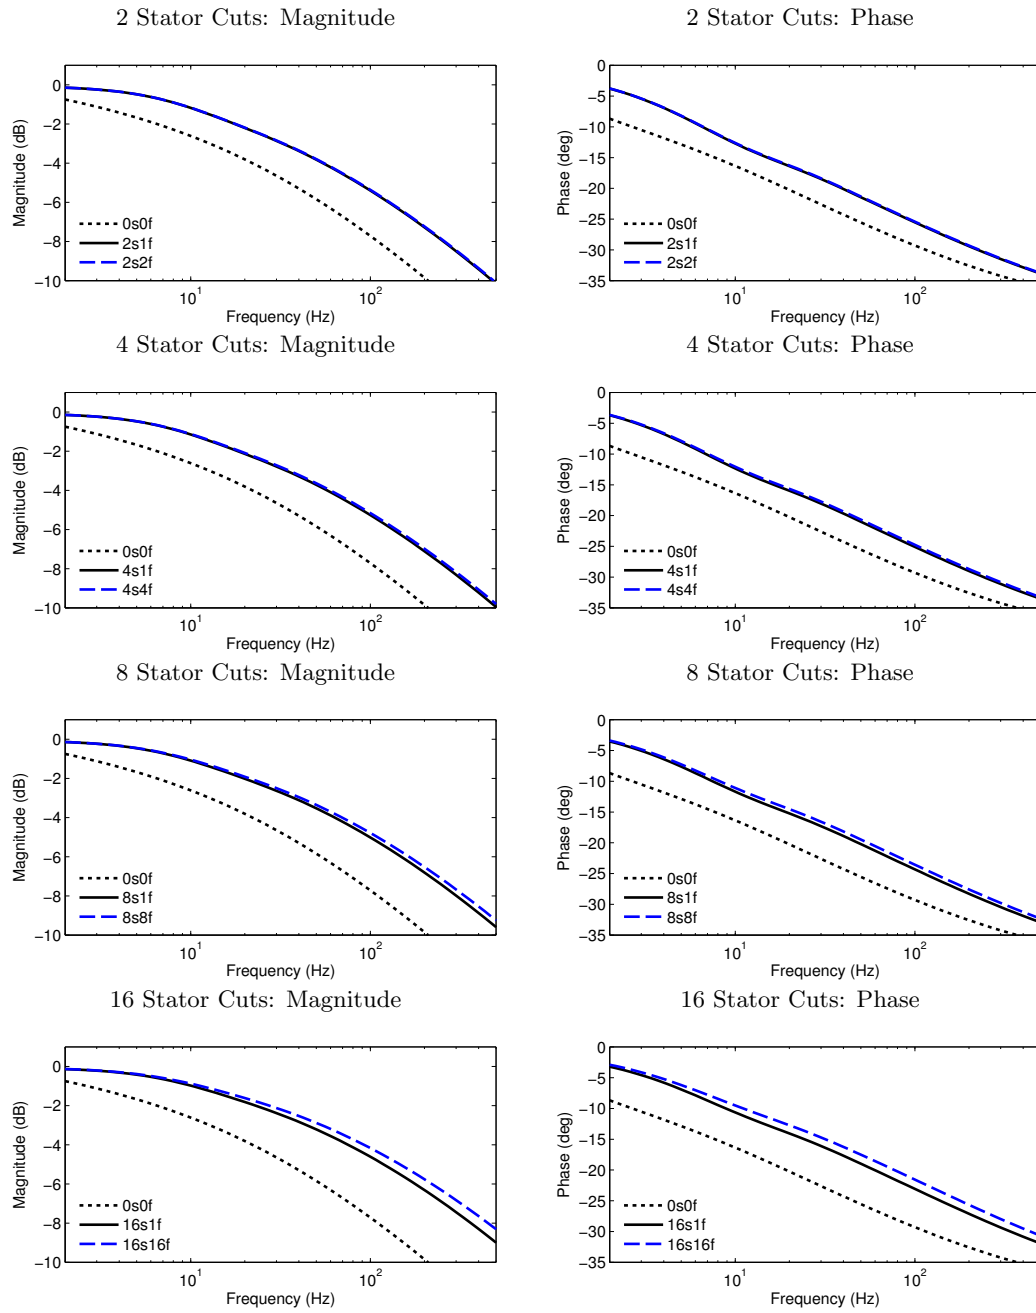 2 Stator Cuts: Magnitude
0
−2
−4
−6
−8
−10
Magnitude (dB)
0s0f
2s1f
2s2f
10^1
10^2
Frequency (Hz)
2 Stator Cuts: Phase
0
−5
−10
−15
−20
−25
−30
−35
Phase (deg)
0s0f
2s1f
2s2f
10^1
10^2
Frequency (Hz)
4 Stator Cuts: Magnitude
0
−2
−4
−6
−8
−10
Magnitude (dB)
0s0f
4s1f
4s4f
10^1
10^2
Frequency (Hz)
4 Stator Cuts: Phase
0
−5
−10
−15
−20
−25
−30
−35
Phase (deg)
0s0f
4s1f
4s4f
10^1
10^2
Frequency (Hz)
8 Stator Cuts: Magnitude
0
−2
−4
−6
−8
−10
Magnitude (dB)
0s0f
8s1f
8s8f
10^1
10^2
Frequency (Hz)
8 Stator Cuts: Phase
0
−5
−10
−15
−20
−25
−30
−35
Phase (deg)
0s0f
8s1f
8s8f
10^1
10^2
Frequency (Hz)
16 Stator Cuts: Magnitude
0
−2
−4
−6
−8
−10
Magnitude (dB)
0s0f
16s1f
16s16f
10^1
10^2
Frequency (Hz)
16 Stator Cuts: Phase
0
−5
−10
−15
−20
−25
−30
−35
Phase (deg)
0s0f
16s1f
16s16f
10^1
10^2
Frequency (Hz)